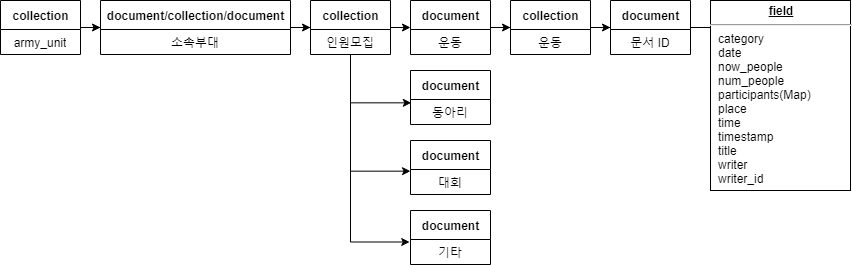 collection
army_unit
document/collection/document
소속부대
collection
인원모집
document
운동
collection
운동
document
문서 ID
field
category
date
now_people
num_people
participants(Map)
place
time
timestamp
title
writer
writer_id
document
동아리
document
대회
document
기타